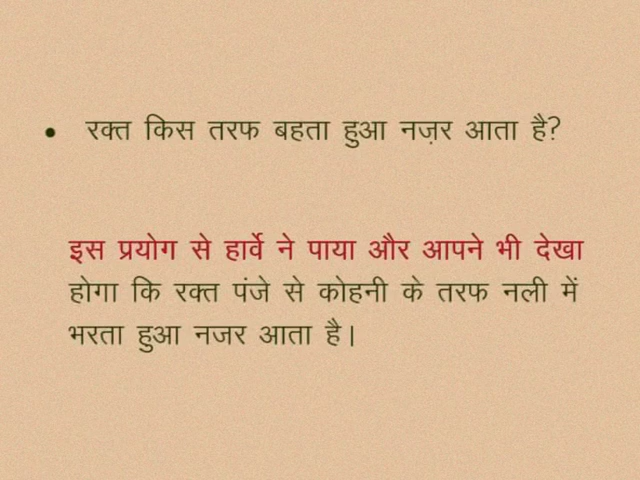 • रक्त किस तरफ बहता हुआ नज़र आता है?
इस प्रयोग से हार्वे ने पाया और आपने भी देखा
होगा कि रक्त पंजे से कोहनी के तरफ नली में
भरता हुआ नजर आता है।